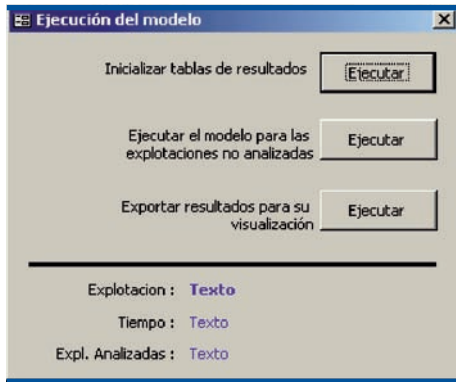 Ejecución del modelo
Inicializar tablas de resultados
Ejecutar
Ejecutar el modelo para las
explotaciones no analizadas
Ejecutar
Exportar resultados para su
visualización
Ejecutar
Explotacion : Texto
Tiempo : Texto
Expl. Analizadas : Texto